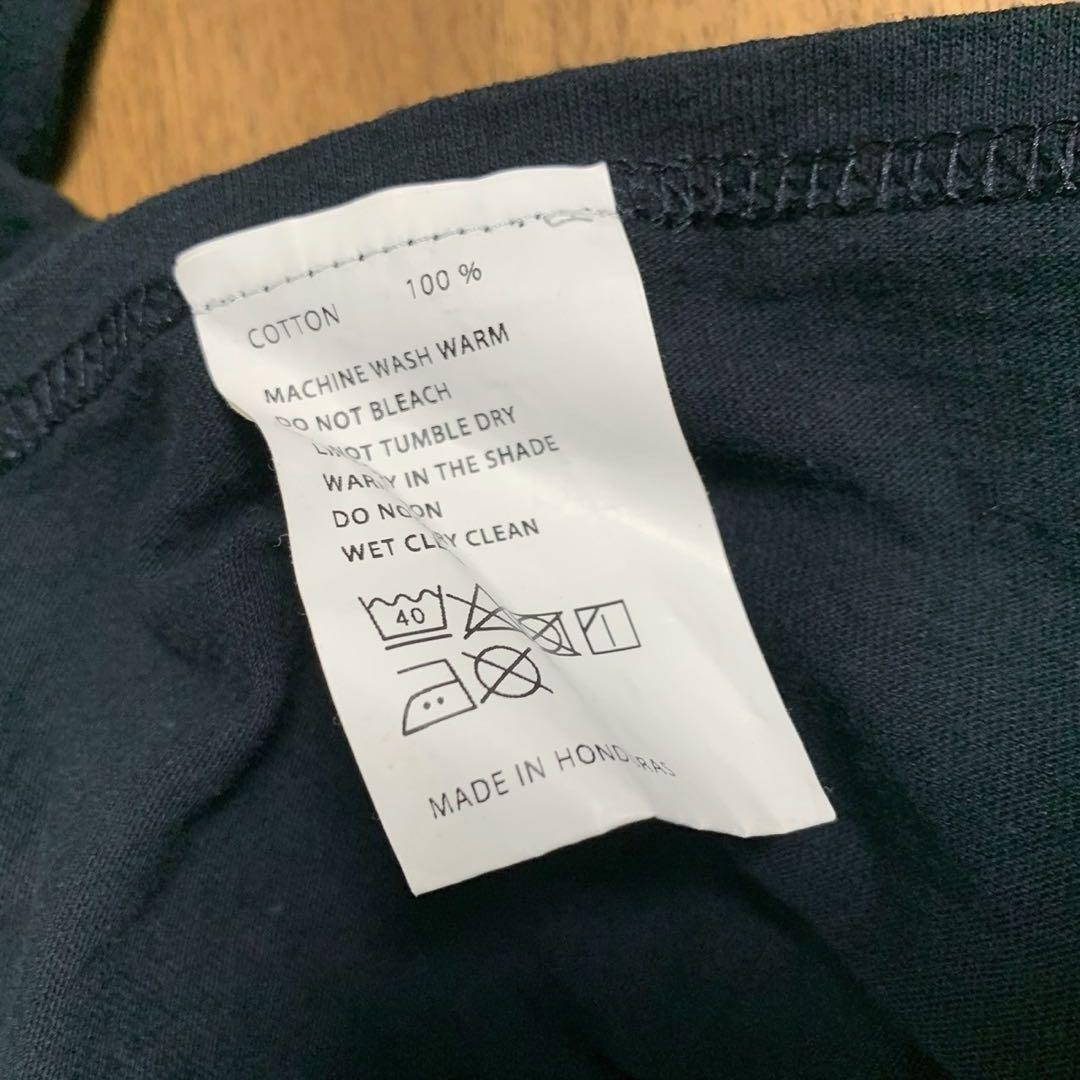 COTTON 100 %
MACHINE WASH WARM
DO NOT BLEACH
NOT TUMBLE DRY
IN THE SHADE
DO
WET CLEAN
40
MADE IN HONDURAS